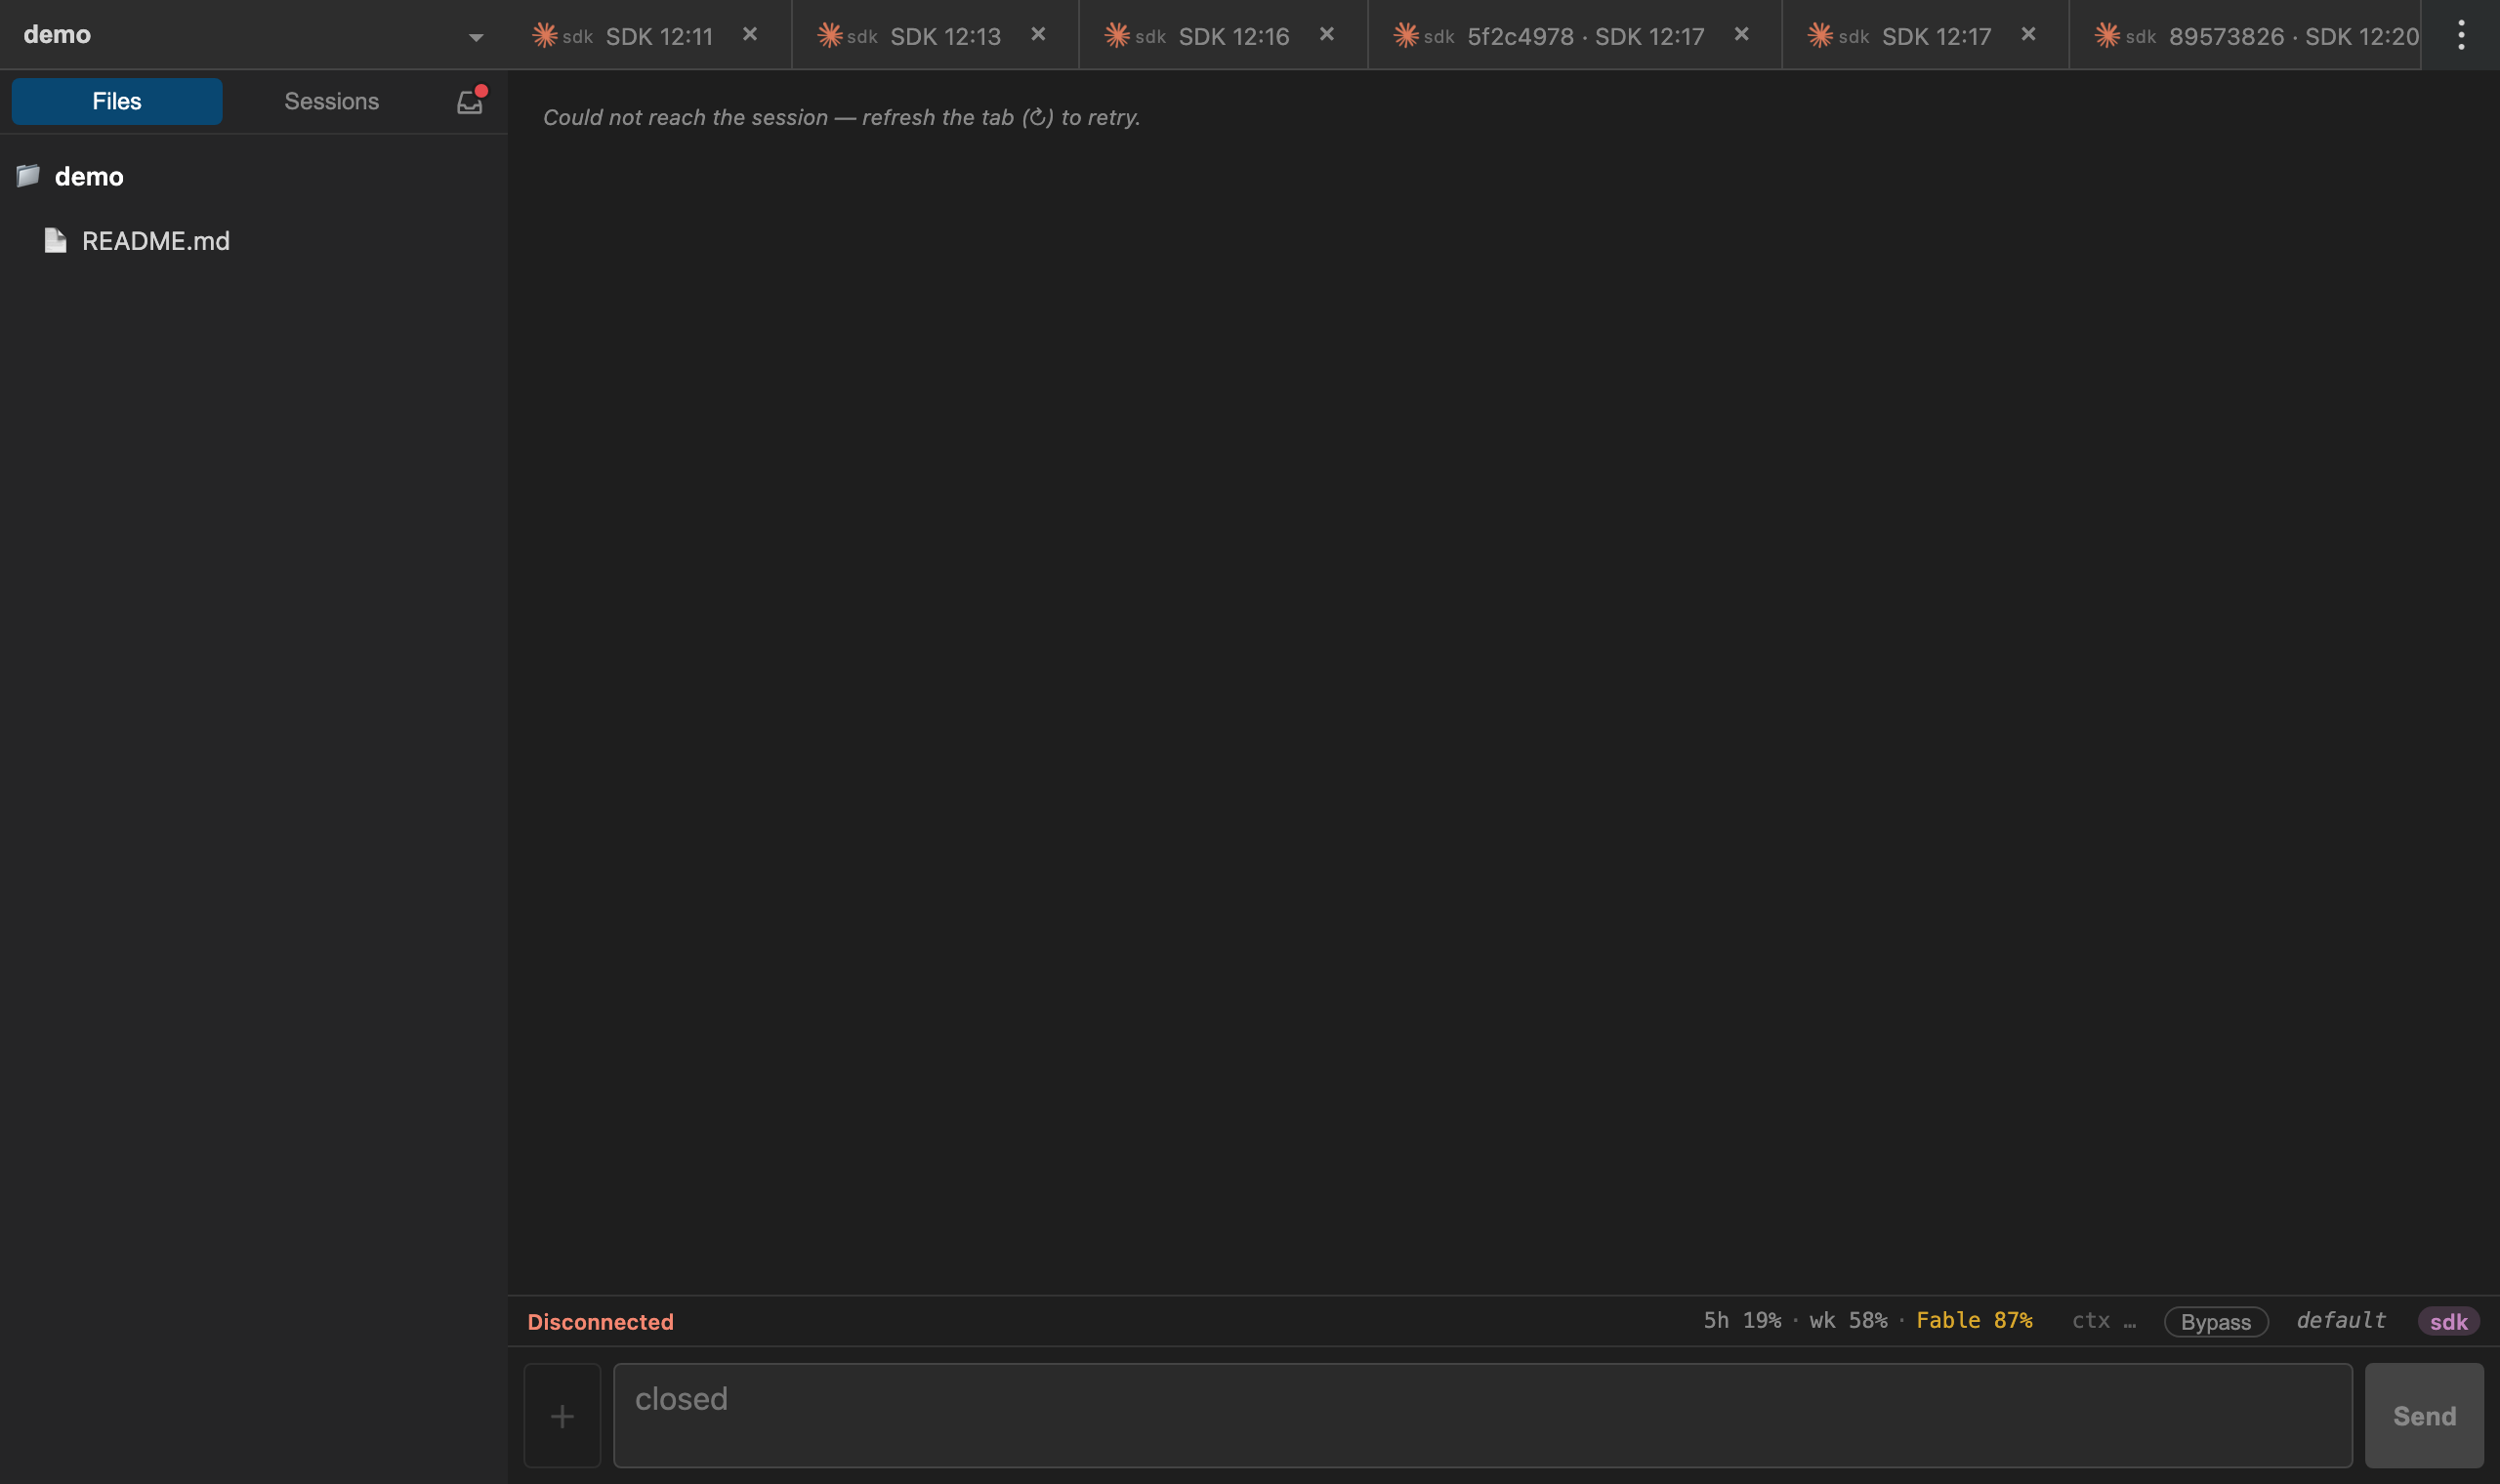 demo
sdk SDK 12:11 ×
sdk SDK 12:13 ×
sdk SDK 12:16 ×
sdk 5f2c4978 · SDK 12:17 ×
sdk SDK 12:17 ×
sdk 89573826 · SDK 12:20
Files
Sessions
demo
README.md
Could not reach the session — refresh the tab (↻) to retry.
Disconnected
5h 19% · wk 58% · Fable 87%
ctx …
Bypass
default
sdk
+
closed
Send